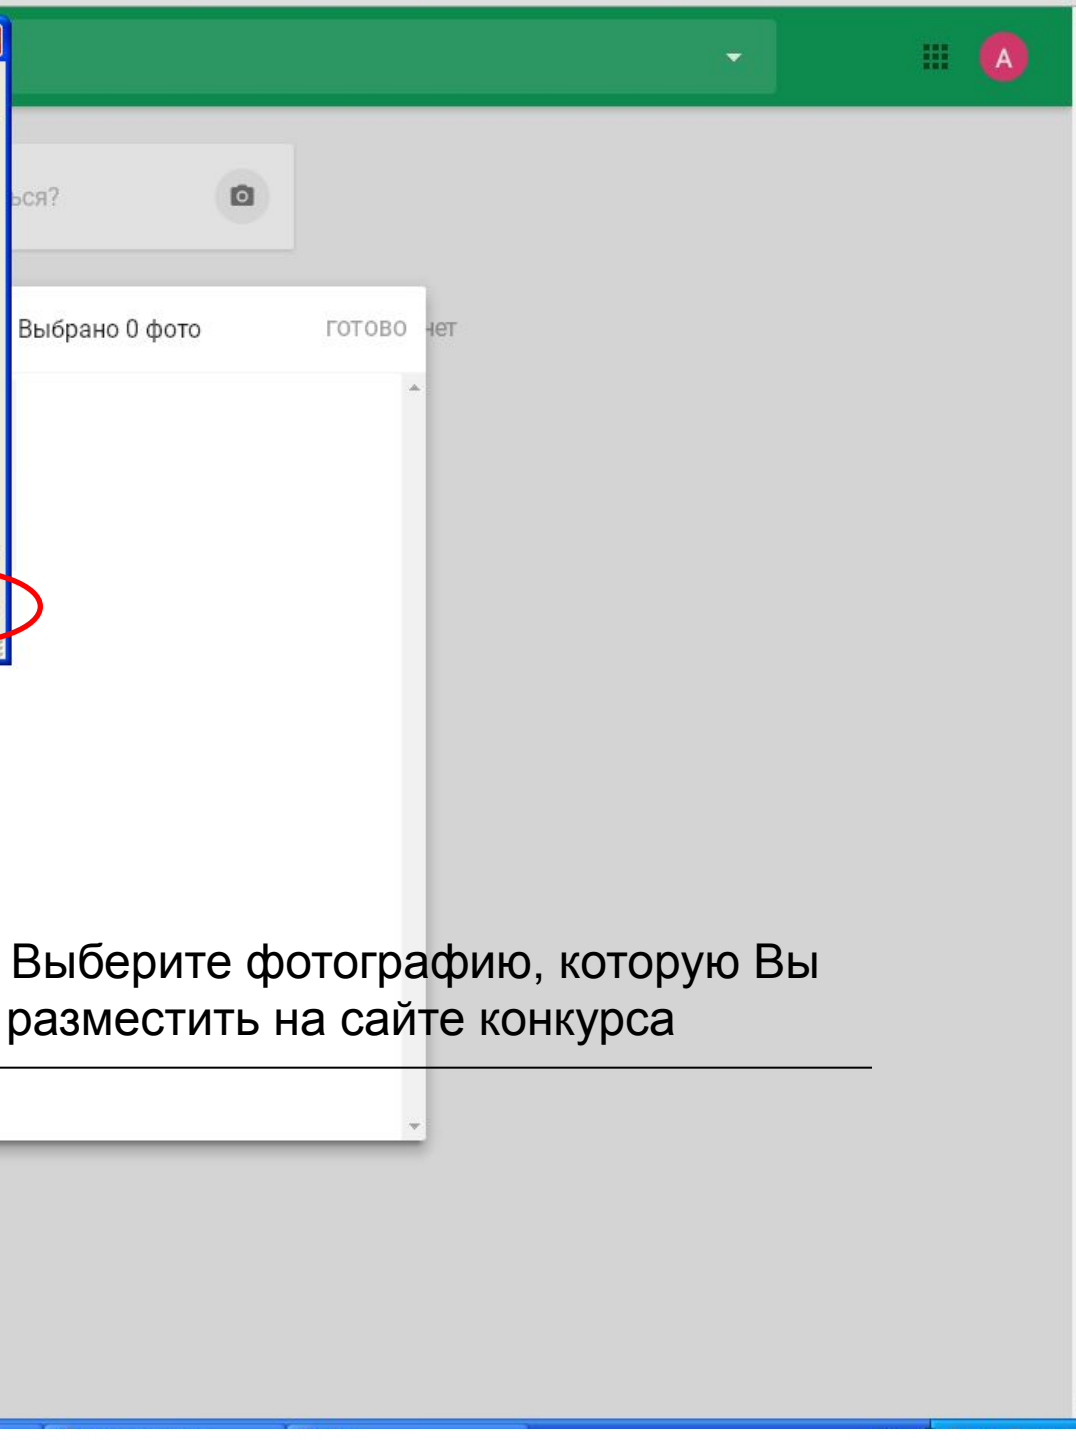 A
ься?
Выбрано 0 фото ГОТОВО нет
Выберите фотографию, которую Вы
разместить на сайте конкурса